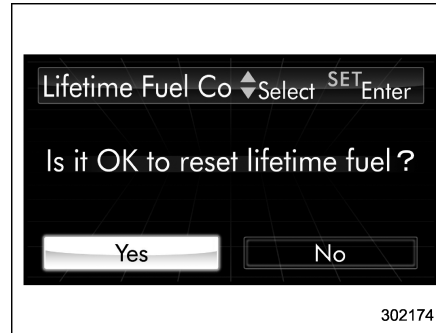 Lifetime Fuel Co Select SET Enter
Is it OK to reset lifetime fuel?
Yes No
302174